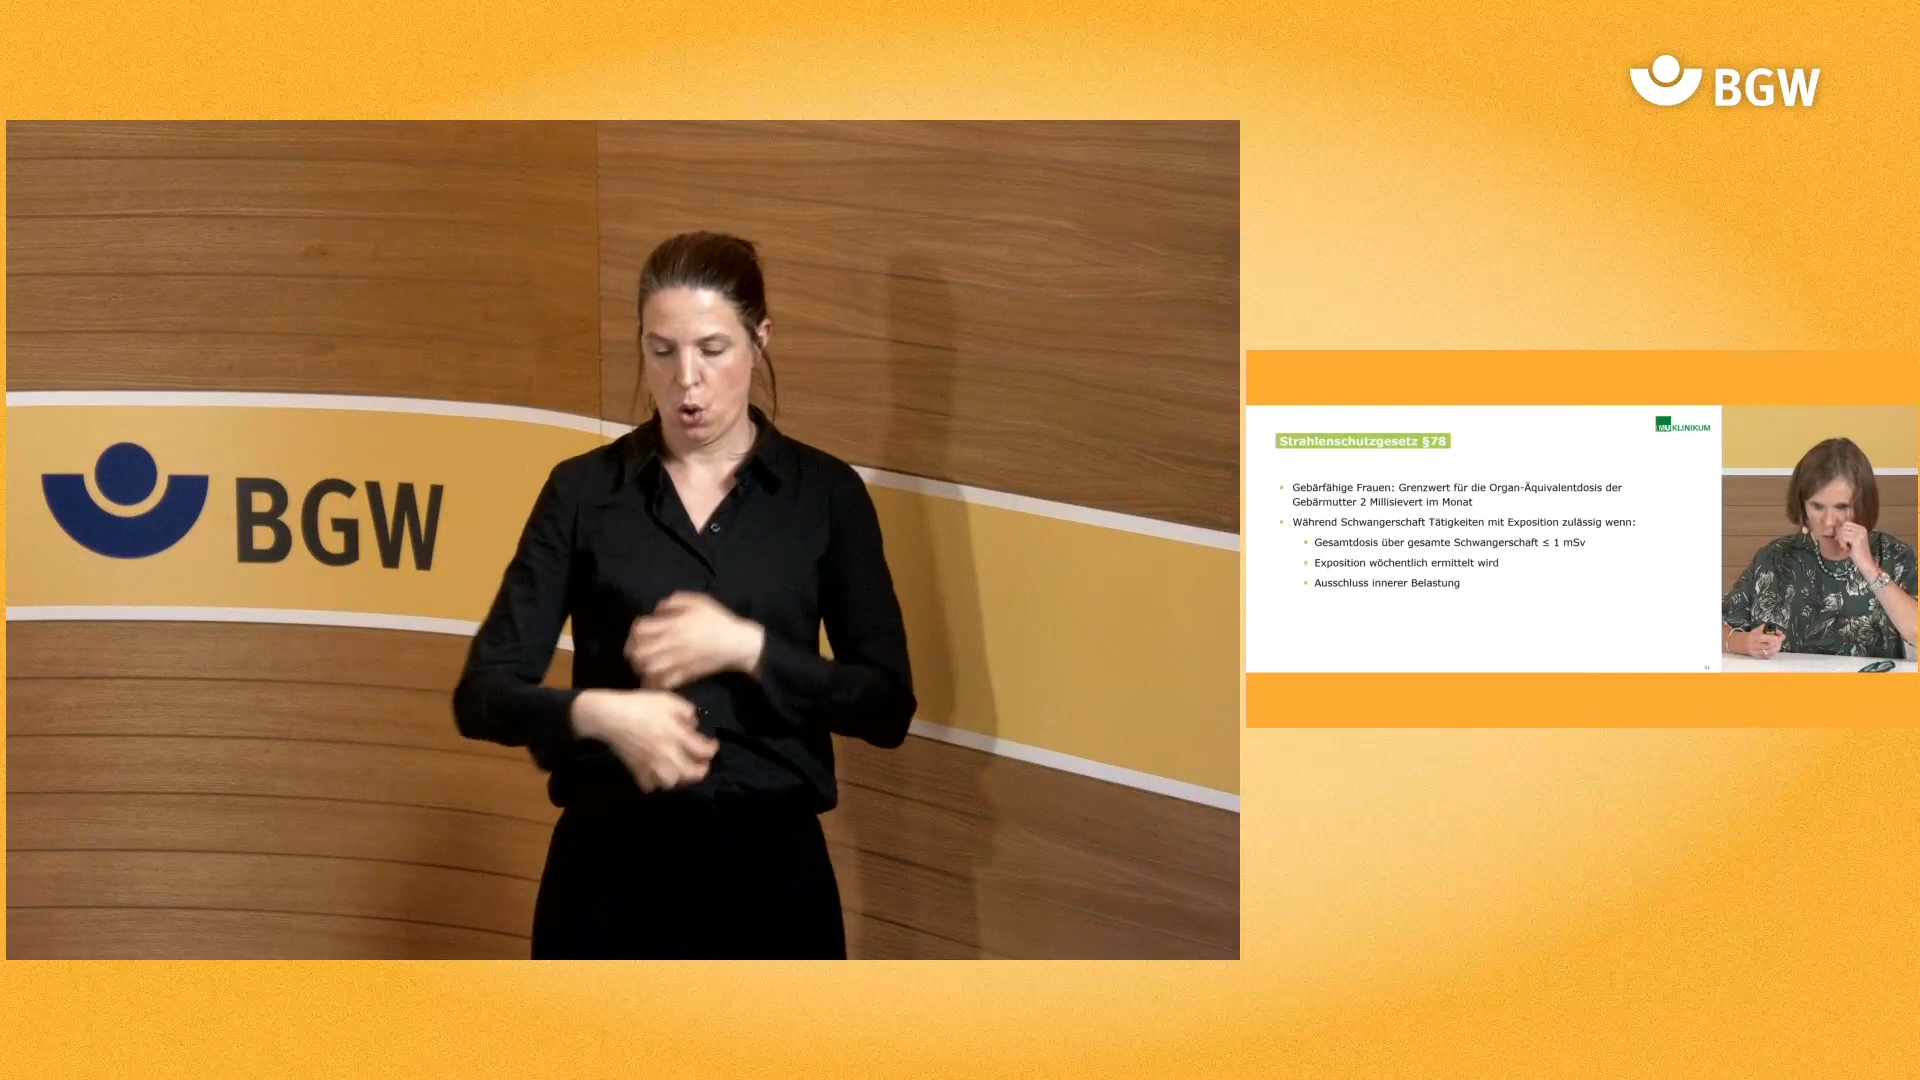 BGW
BGW
LMU KLINIKUM
Strahlenschutzgesetz §78
Gebärfähige Frauen: Grenzwert für die Organ-Äquivalentdosis der
Gebärmutter 2 Millisievert im Monat
Während Schwangerschaft Tätigkeiten mit Exposition zulässig wenn:
Gesamtdosis über gesamte Schwangerschaft ≤ 1 mSv
Exposition wöchentlich ermittelt wird
Ausschluss innerer Belastung